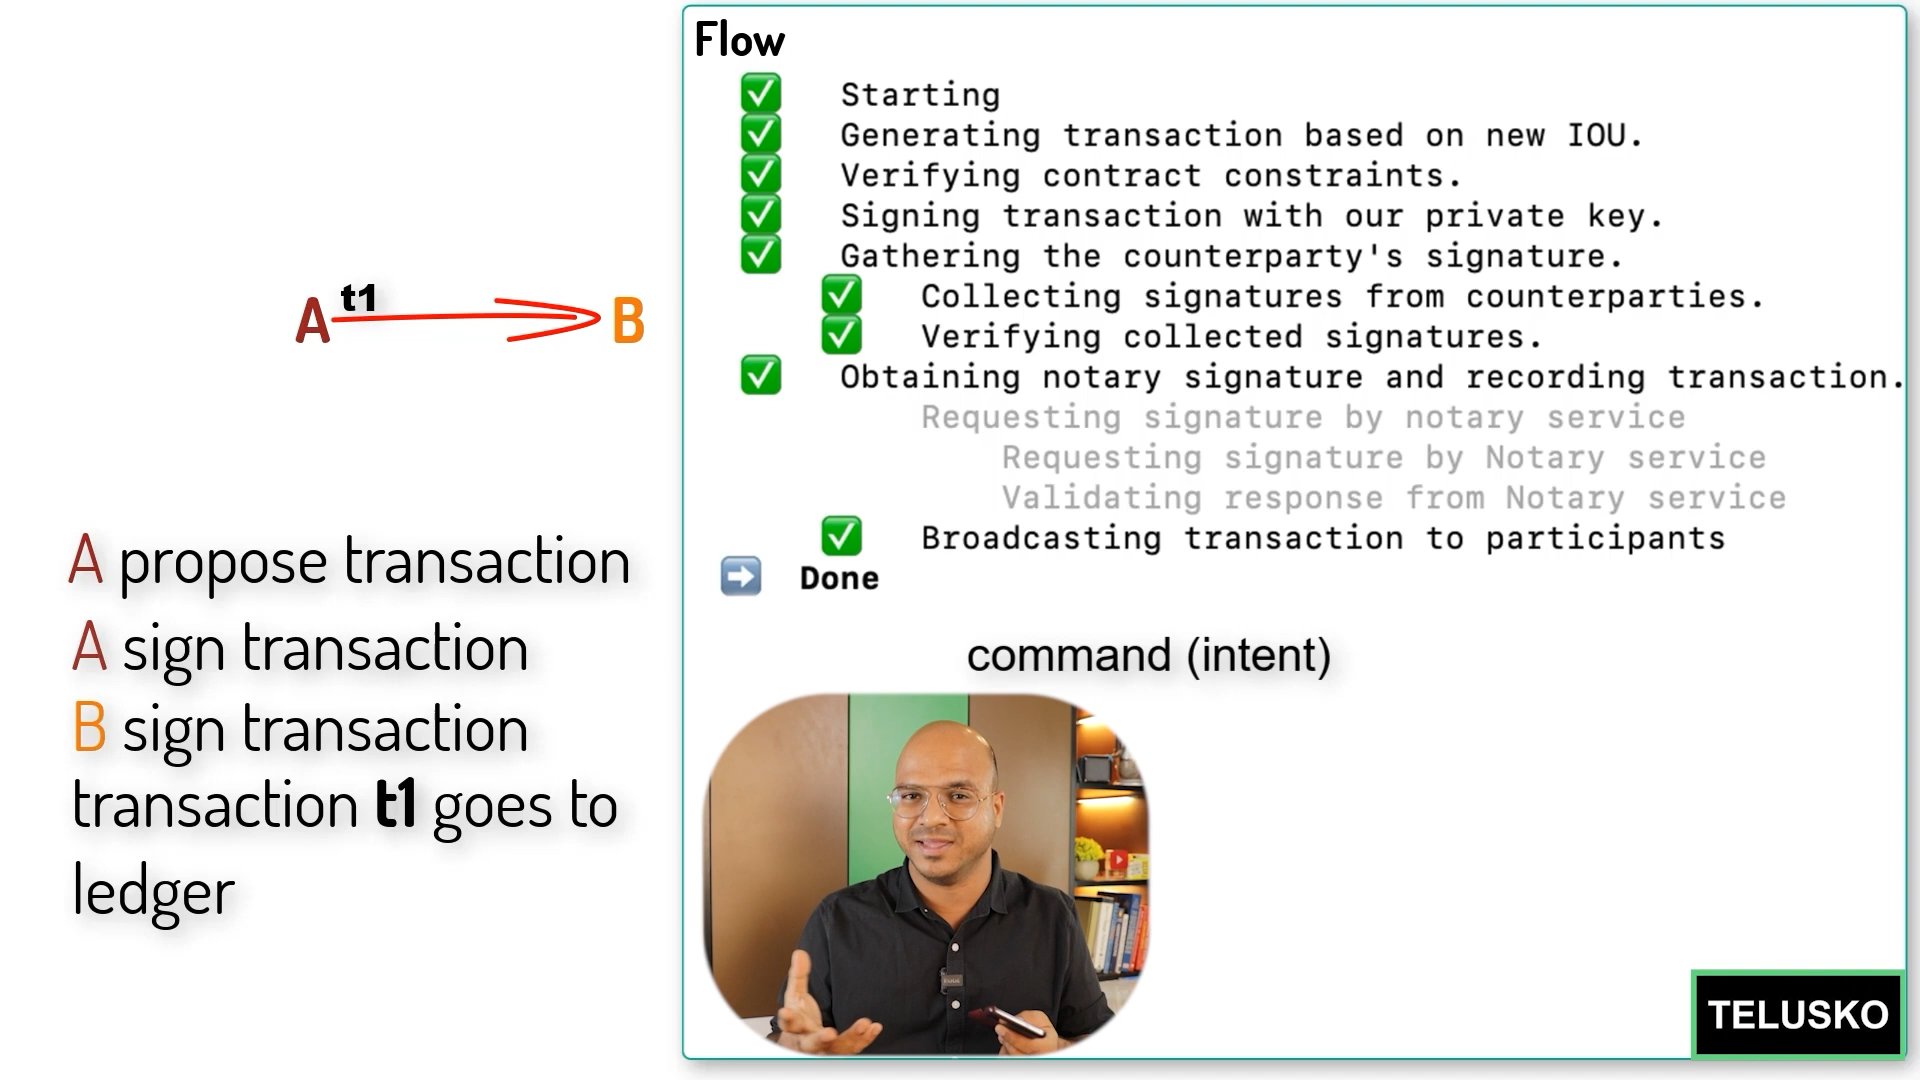 Flow
Starting
Generating transaction based on new IOU.
Verifying contract constraints.
Signing transaction with our private key.
Gathering the counterparty's signature.
Collecting signatures from counterparties.
Verifying collected signatures.
Obtaining notary signature and recording transaction.
Requesting signature by notary service
Requesting signature by Notary service
Validating response from Notary service
Broadcasting transaction to participants
Done
command (intent)
A t1 B
A propose transaction
A sign transaction
B sign transaction
transaction t1 goes to
ledger
TELUSKO